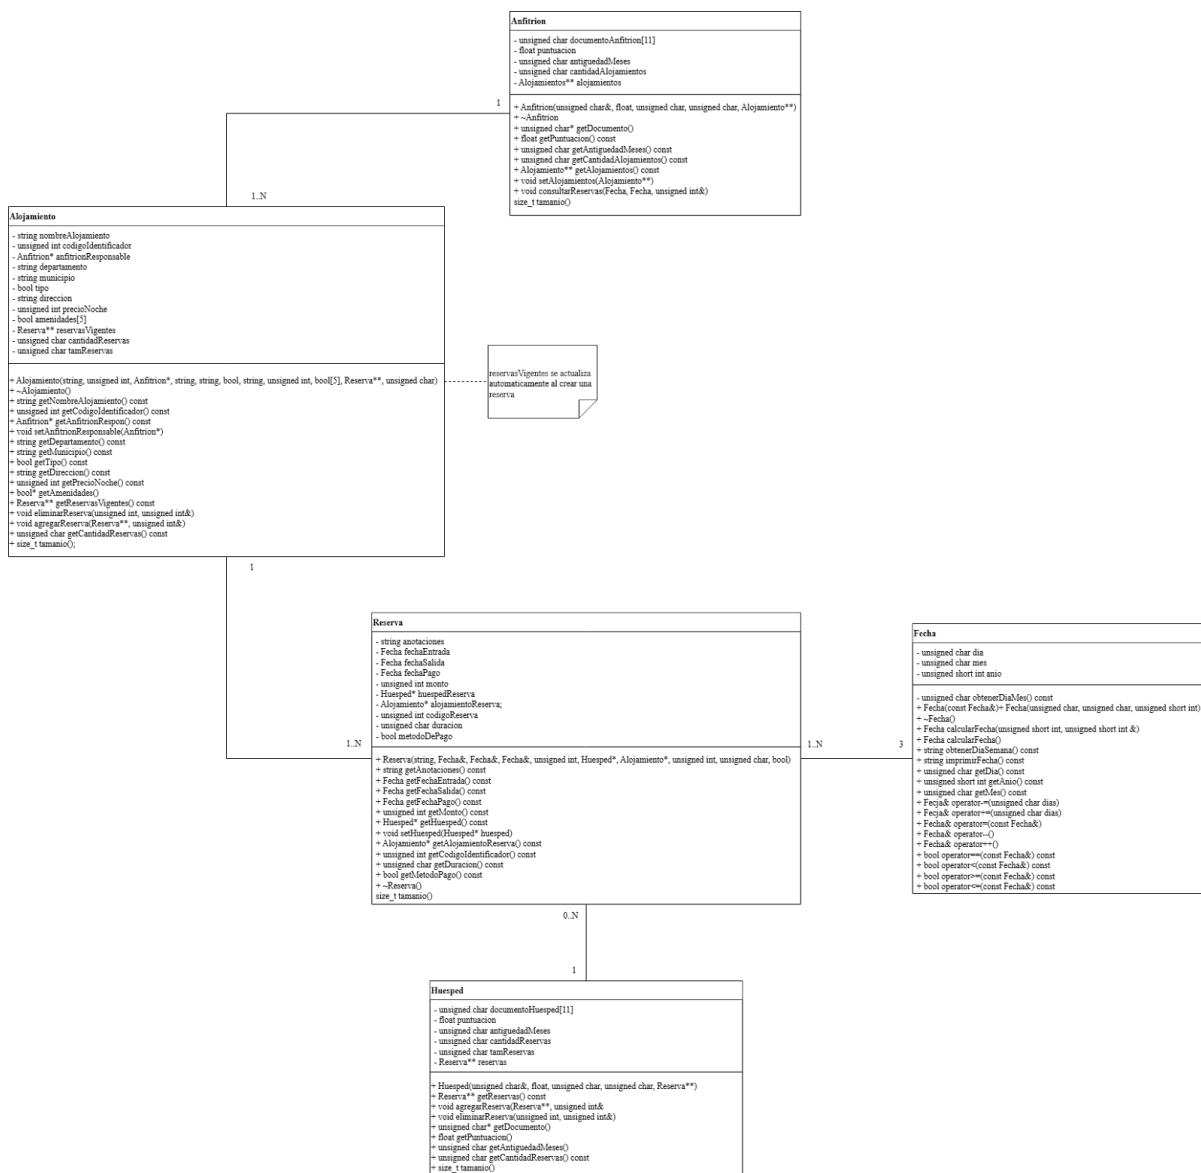 Anfitrion
- unsigned char documentoAnfitrion[11]
- float puntuacion
- unsigned char antiguedadMeses
- unsigned char cantidadAlojamientos
- Alojamientos** alojamientos
+ Anfitrion(unsigned char&, float, unsigned char, unsigned char, Alojamiento**)
+ ~Anfitrion
+ unsigned char* getDocumento()
+ float getPuntuacion() const
+ unsigned char getAntiguedadMeses() const
+ unsigned char getCantidadAlojamientos() const
+ Alojamiento** getAlojamientos() const
+ void setAlojamientos(Alojamiento**)
+ void consultarReservas(Fecha, Fecha, unsigned int&)
size_t tamanio()
1
1..N
Alojamiento
- string nombreAlojamiento
- unsigned int codigoIdentificador
- Anfitrion* anfitrionResponsable
- string departamento
- string municipio
- bool tipo
- string direccion
- unsigned int precioNoche
- bool amenidades[5]
- Reserva** reservasVigentes
- unsigned char cantidadReservas
- unsigned char tamReservas
+ Alojamiento(string, unsigned int, Anfitrion*, string, string, bool, string, unsigned int, bool[5], Reserva**, unsigned char)
+ ~Alojamiento()
+ string getNombreAlojamiento() const
+ unsigned int getCodigoIdentificador() const
+ Anfitrion* getAnfitrionRespon() const
+ void setAnfitrionResponsable(Anfitrion*)
+ string getDepartamento() const
+ string getMunicipio() const
+ bool getTipo() const
+ string getDireccion() const
+ unsigned int getPrecioNoche() const
+ bool* getAmenidades()
+ Reserva** getReservasVigentes() const
+ void eliminarReserva(unsigned int, unsigned int&)
+ void agregarReserva(Reserva**, unsigned int&)
+ unsigned char getCantidadReservas() const
+ size_t tamanio();
reservasVigentes se actualiza
automaticamente al crear una
reserva
1
1..N
Reserva
- string anotaciones
- Fecha fechaEntrada
- Fecha fechaSalida
- Fecha fechaPago
- unsigned int monto
- Huesped* huespedReserva
- Alojamiento* alojamientoReserva;
- unsigned int codigoReserva
- unsigned char duracion
- bool metodoDePago
+ Reserva(string, Fecha&, Fecha&, Fecha&, unsigned int, Huesped*, Alojamiento*, unsigned int, unsigned char, bool)
+ string getAnotaciones() const
+ Fecha getFechaEntrada() const
+ Fecha getFechaSalida() const
+ Fecha getFechaPago() const
+ unsigned int getMonto() const
+ Huesped* getHuesped() const
+ void setHuesped(Huesped* huesped)
+ Alojamiento* getAlojamientoReserva() const
+ unsigned int getCodigoIdentificador() const
+ unsigned char getDuracion() const
+ bool getMetodoPago() const
+ ~Reserva()
size_t tamanio()
1..N
3
Fecha
- unsigned char dia
- unsigned char mes
- unsigned short int anio
- unsigned char obtenerDiaMes() const
+ Fecha(const Fecha&)+ Fecha(unsigned char, unsigned char, unsigned short int)
+ ~Fecha()
+ Fecha calcularFecha(unsigned short int, unsigned short int &)
+ Fecha calcularFecha()
+ string obtenerDiaSemana() const
+ string imprimirFecha() const
+ unsigned char getDia() const
+ unsigned short int getAnio() const
+ unsigned char getMes() const
+ Fecja& operator-=(unsigned char dias)
+ Fecja& operator+=(unsigned char dias)
+ Fecha& operator=(const Fecha&)
+ Fecha& operator--()
+ Fecha& operator++()
+ bool operator==(const Fecha&) const
+ bool operator<(const Fecha&) const
+ bool operator>=(const Fecha&) const
+ bool operator<=(const Fecha&) const
0..N
1
Huesped
- unsigned char documentoHuesped[11]
- float puntuacion
- unsigned char antiguedadMeses
- unsigned char cantidadReservas
- unsigned char tamReservas
- Reserva** reservas
+ Huesped(unsigned char&, float, unsigned char, unsigned char, Reserva**)
+ Reserva** getReservas() const
+ void agregarReserva(Reserva**, unsigned int&
+ void eliminarReserva(unsigned int, unsigned int&)
+ unsigned char* getDocumento()
+ float getPuntuacion()
+ unsigned char getAntiguedadMeses()
+ unsigned char getCantidadReservas() const
+ size_t tamanio()